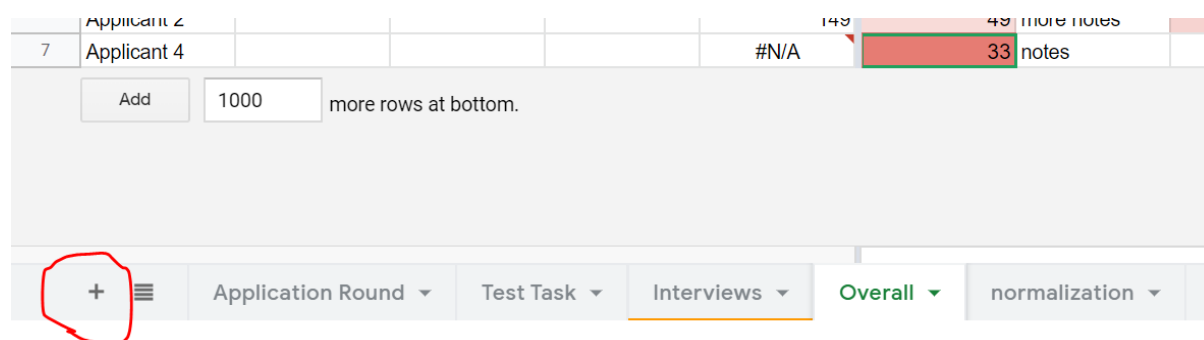 Applicant 2 149 49 more notes
7 Applicant 4 #N/A 33 notes
Add 1000 more rows at bottom.
+ Application Round Test Task Interviews Overall normalization